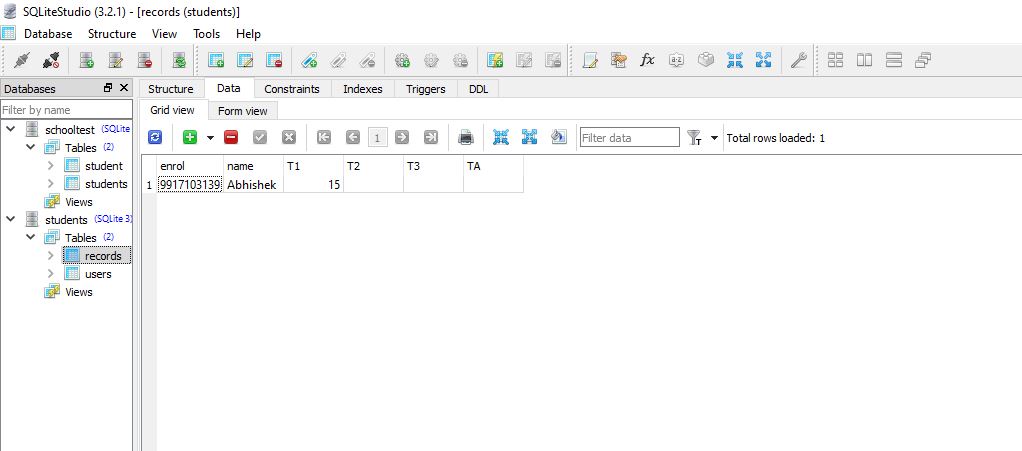 SQLiteStudio (3.2.1) - [records (students)]
Database Structure View Tools Help
Databases
Filter by name
schooltest (SQLite
Tables (2)
student
students
Views
students (SQLite 3)
Tables (2)
records
users
Views
Structure Data Constraints Indexes Triggers DDL
Grid view Form view
1 Filter data T Total rows loaded: 1
enrol name T1 T2 T3 TA
1 9917103139 Abhishek 15